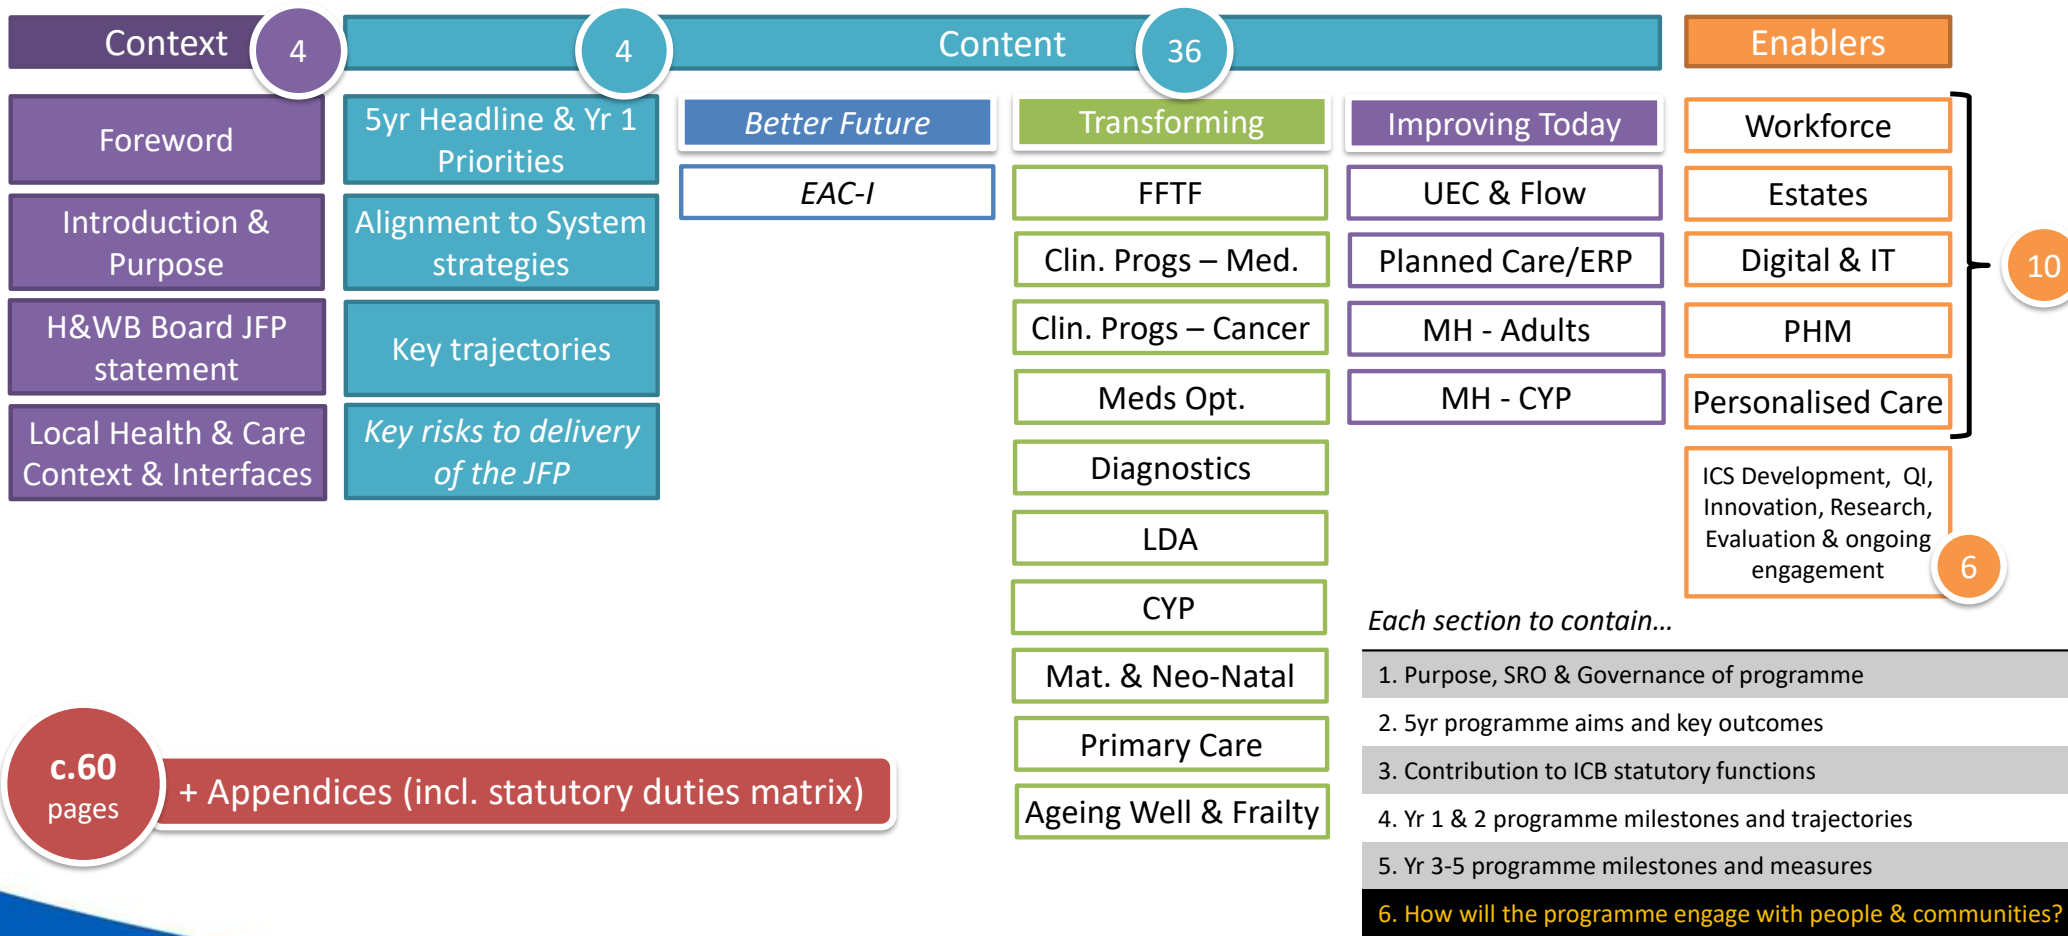 Context
4
4
Content
36
Enablers
Foreword
Introduction &
Purpose
H&WB Board JFP
statement
Local Health & Care
Context & Interfaces
5yr Headline & Yr 1
Priorities
Alignment to System
strategies
Key trajectories
Key risks to delivery
of the JFP
Better Future
EAC-I
Transforming
FFTF
Clin. Progs – Med.
Clin. Progs – Cancer
Meds Opt.
Diagnostics
LDA
CYP
Mat. & Neo-Natal
Primary Care
Ageing Well & Frailty
Improving Today
UEC & Flow
Planned Care/ERP
MH - Adults
MH - CYP
Workforce
Estates
Digital & IT
PHM
Personalised Care
10
ICS Development, QI,
Innovation, Research,
Evaluation & ongoing
engagement
6
Each section to contain...
1. Purpose, SRO & Governance of programme
2. 5yr programme aims and key outcomes
3. Contribution to ICB statutory functions
4. Yr 1 & 2 programme milestones and trajectories
5. Yr 3-5 programme milestones and measures
6. How will the programme engage with people & communities?
c.60
pages
+ Appendices (incl. statutory duties matrix)